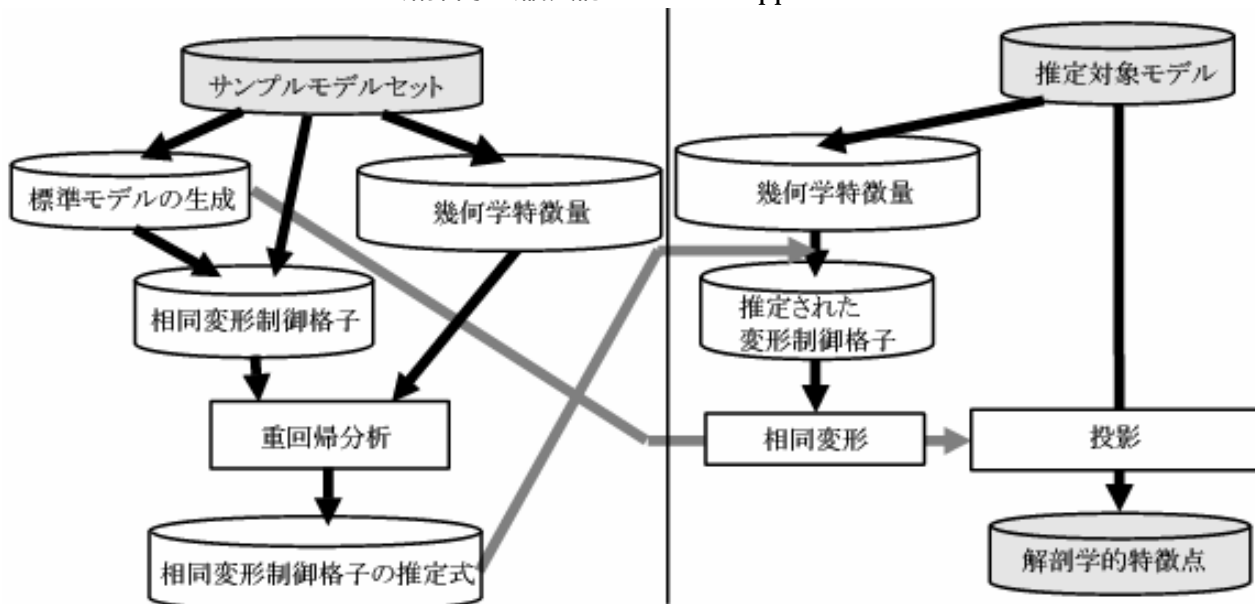 サンプルモデルセット
標準モデルの生成
幾何学特徴量
相同変形制御格子
重回帰分析
相同変形制御格子の推定式
推定対象モデル
幾何学特徴量
推定された
変形制御格子
相同変形
投影
解剖学的特徴点